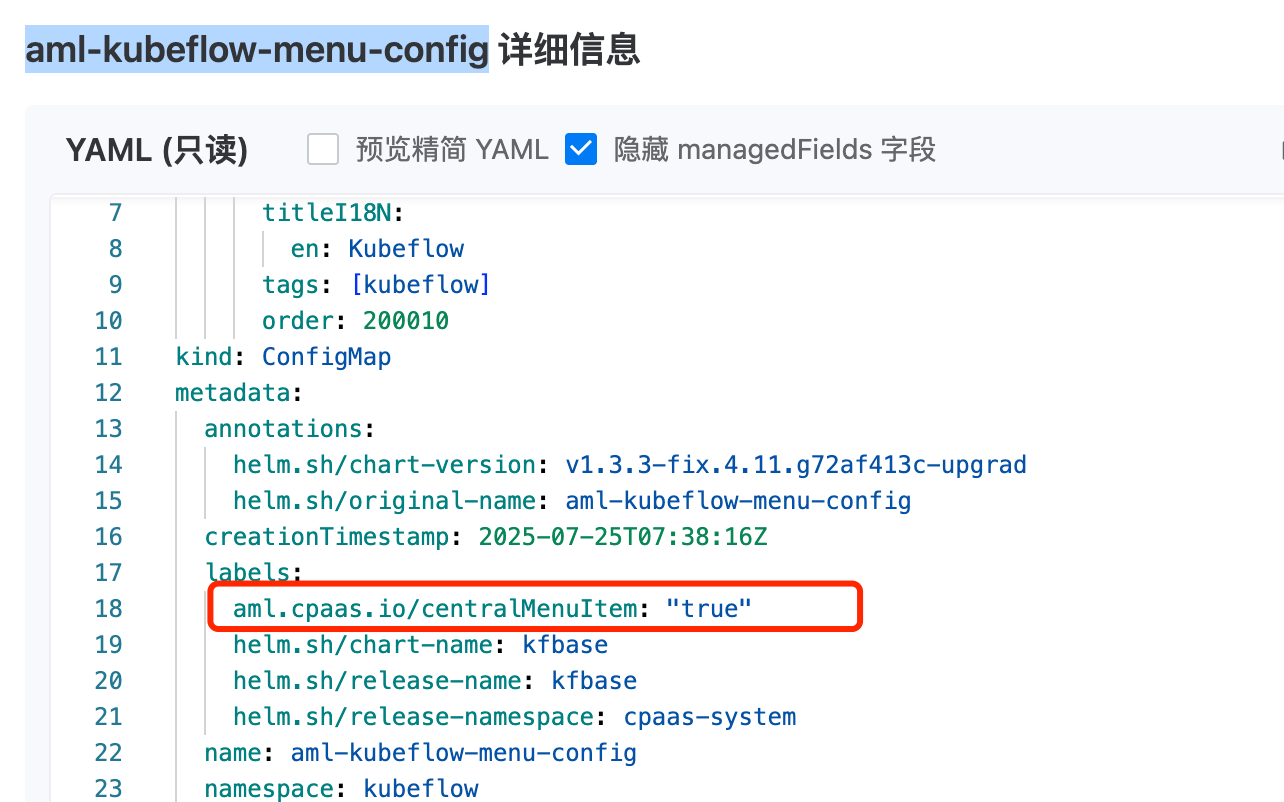 aml-kubeflow-menu-config 详细信息
YAML (只读) 预览精简 YAML 隐藏 managedFields 字段
7 titleI18N:
8 en: Kubeflow
9 tags: [kubeflow]
10 order: 200010
11 kind: ConfigMap
12 metadata:
13 annotations:
14 helm.sh/chart-version: v1.3.3-fix.4.11.g72af413c-upgrad
15 helm.sh/original-name: aml-kubeflow-menu-config
16 creationTimestamp: 2025-07-25T07:38:16Z
17 labels:
18 aml.cpaas.io/centralMenuItem: "true"
19 helm.sh/chart-name: kfbase
20 helm.sh/release-name: kfbase
21 helm.sh/release-namespace: cpaas-system
22 name: aml-kubeflow-menu-config
23 namespace: kubeflow